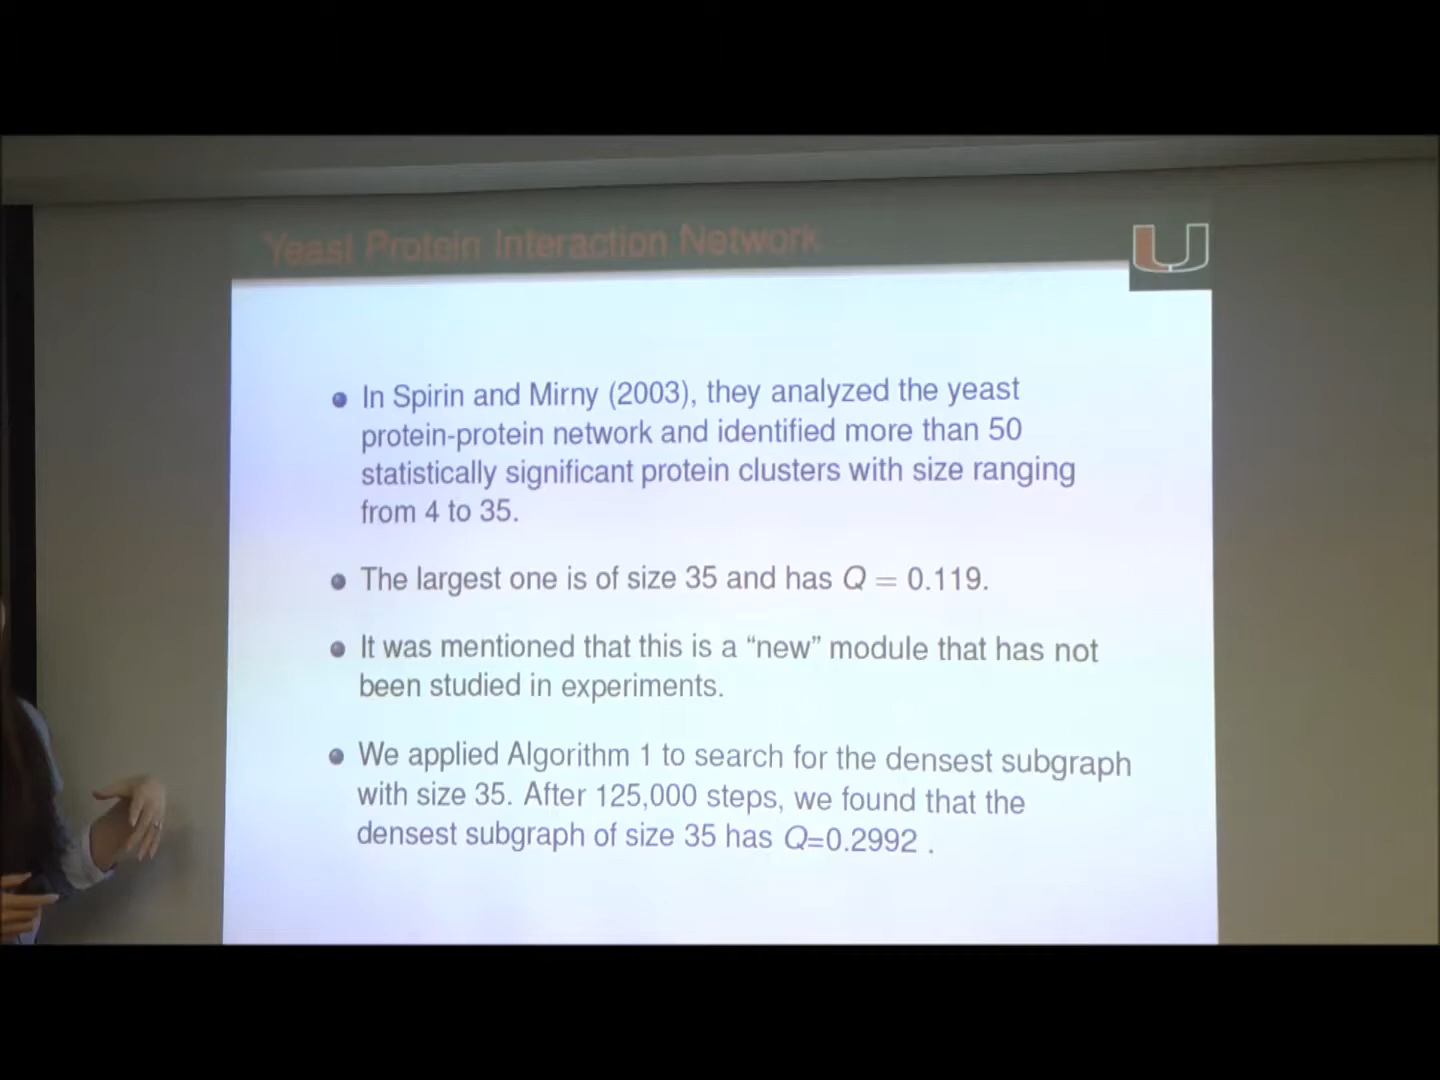 Yeast Protein Interaction Network
U
In Spirin and Mirny (2003), they analyzed the yeast
protein-protein network and identified more than 50
statistically significant protein clusters with size ranging
from 4 to 35.
The largest one is of size 35 and has Q = 0.119.
It was mentioned that this is a “new” module that has not
been studied in experiments.
We applied Algorithm 1 to search for the densest subgraph
with size 35. After 125,000 steps, we found that the
densest subgraph of size 35 has Q=0.2992 .